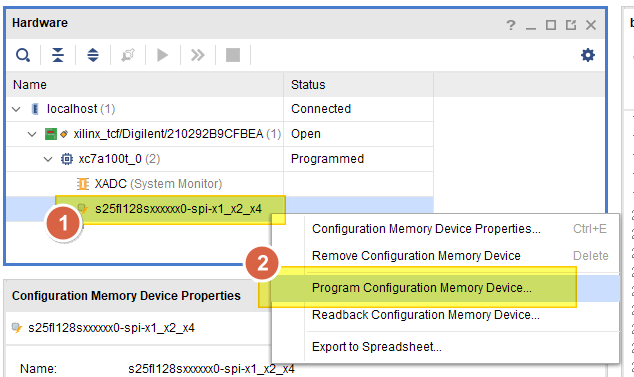 Hardware
Name Status
localhost (1) Connected
xilinx_tcf/Digilent/210292B9CFBEA (1) Open
xc7a100t_0 (2) Programmed
XADC (System Monitor)
1 s25fl128sxxxxxx0-spi-x1_x2_x4
Configuration Memory Device Properties... Ctrl+E
Remove Configuration Memory Device Delete
2 Program Configuration Memory Device...
Readback Configuration Memory Device...
Export to Spreadsheet...
Configuration Memory Device Properties
s25fl128sxxxxxx0-spi-x1_x2_x4
Name: s25fl128sxxxxxx0-spi-x1_x2_x4